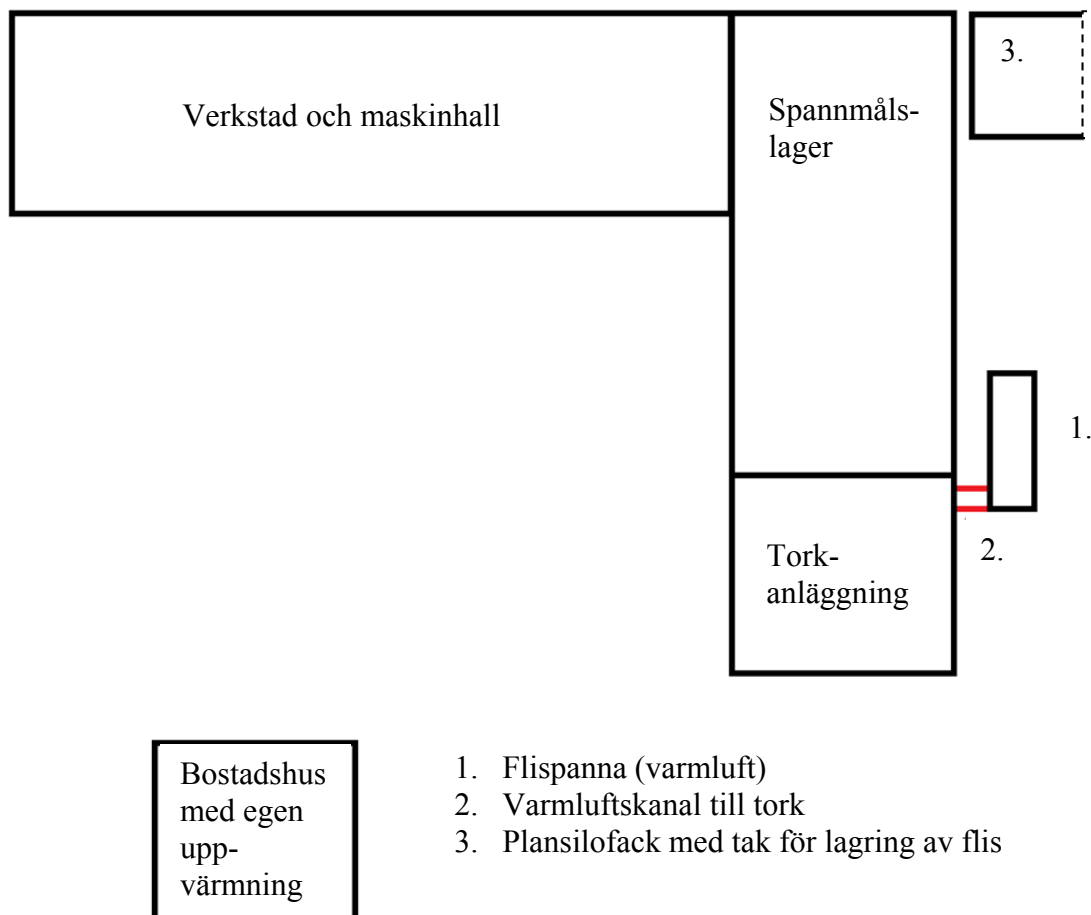 Verkstad och maskinhall
Spannmåls-
lager
3.
1.
2.
Tork-
anläggning
Bostadshus
med egen
upp-
värmning
1. Flispanna (varmluft)
2. Varmluftskanal till tork
3. Plansilofack med tak för lagring av flis